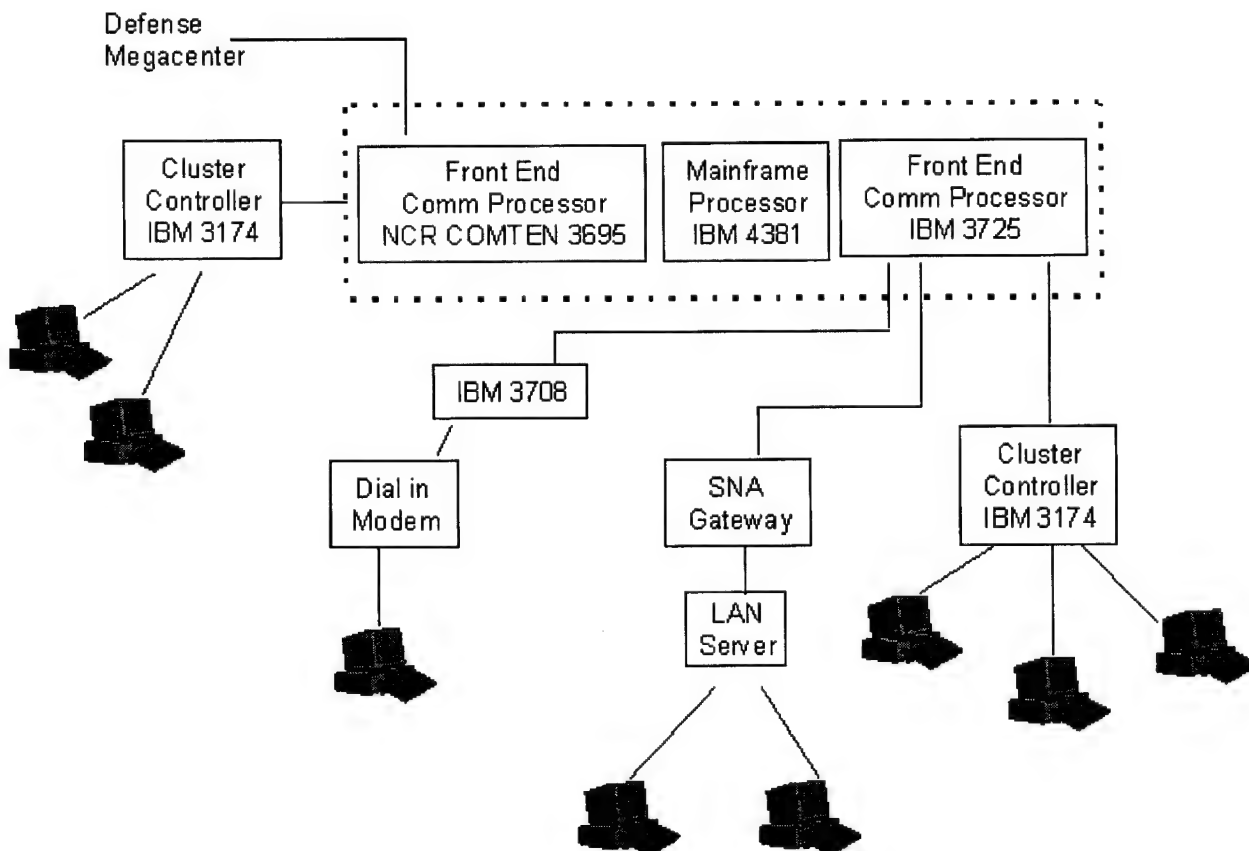 Defense
Megacenter
Cluster
Controller
IBM 3174
Front End
Comm Processor
NCR COMTEN 3695
Mainframe
Processor
IBM 4381
Front End
Comm Processor
IBM 3725
IBM 3708
Dial in
Modem
SNA
Gateway
Cluster
Controller
IBM 3174
LAN
Server